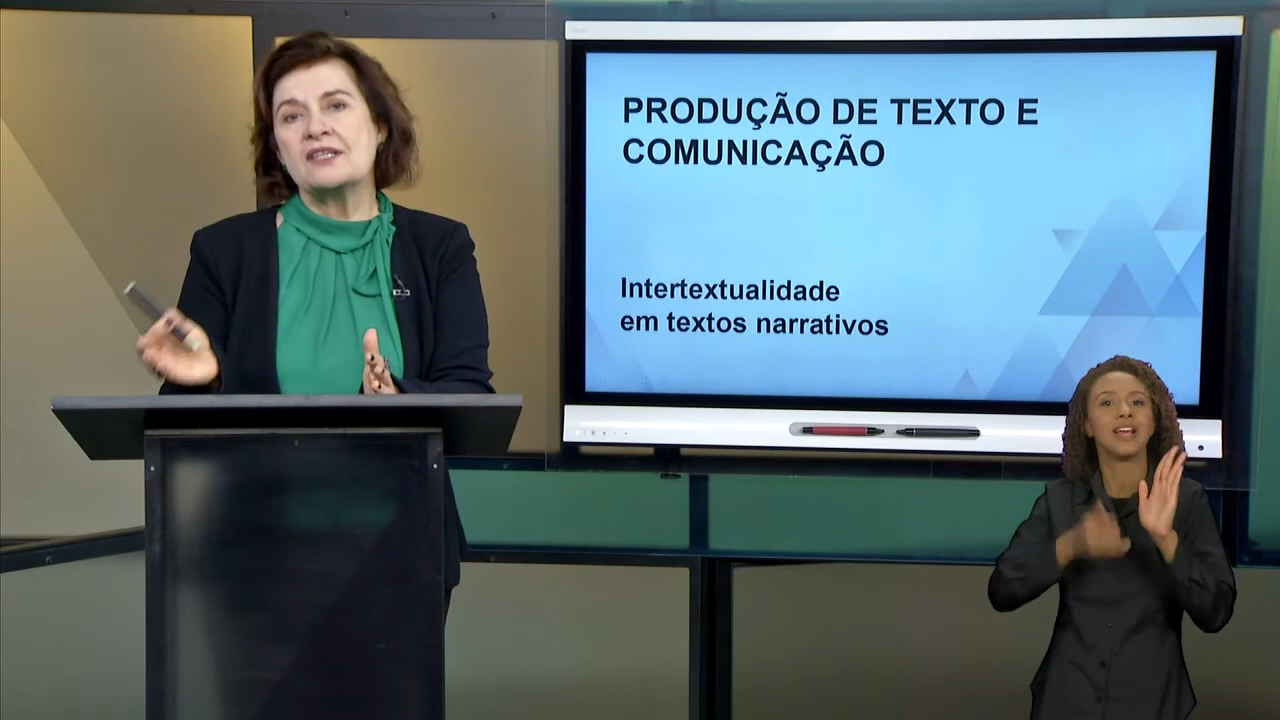 PRODUÇÃO DE TEXTO E
COMUNICAÇÃO
Intertextualidade
em textos narrativos